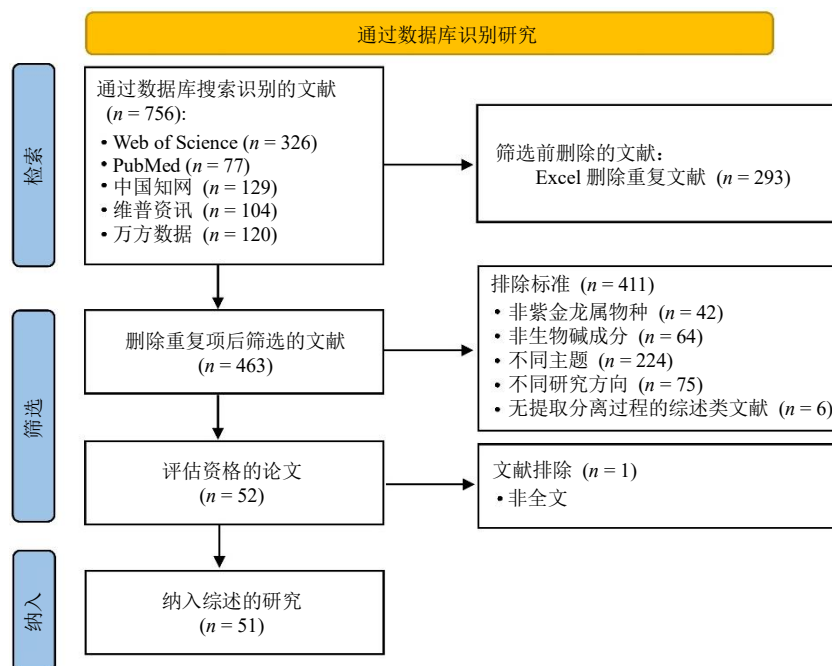 通过数据库识别研究
检索
通过数据库搜索识别的文献
(n = 756):
• Web of Science (n = 326)
• PubMed (n = 77)
• 中国知网 (n = 129)
• 维普资讯 (n = 104)
• 万方数据 (n = 120)
筛选前删除的文献：
Excel 删除重复文献 (n = 293)
筛选
删除重复项后筛选的文献
(n = 463)
排除标准 (n = 411)
• 非紫金龙属物种 (n = 42)
• 非生物碱成分 (n = 64)
• 不同主题 (n = 224)
• 不同研究方向 (n = 75)
• 无提取分离过程的综述类文献 (n = 6)
评估资格的论文
(n = 52)
文献排除 (n = 1)
• 非全文
纳入
纳入综述的研究
(n = 51)